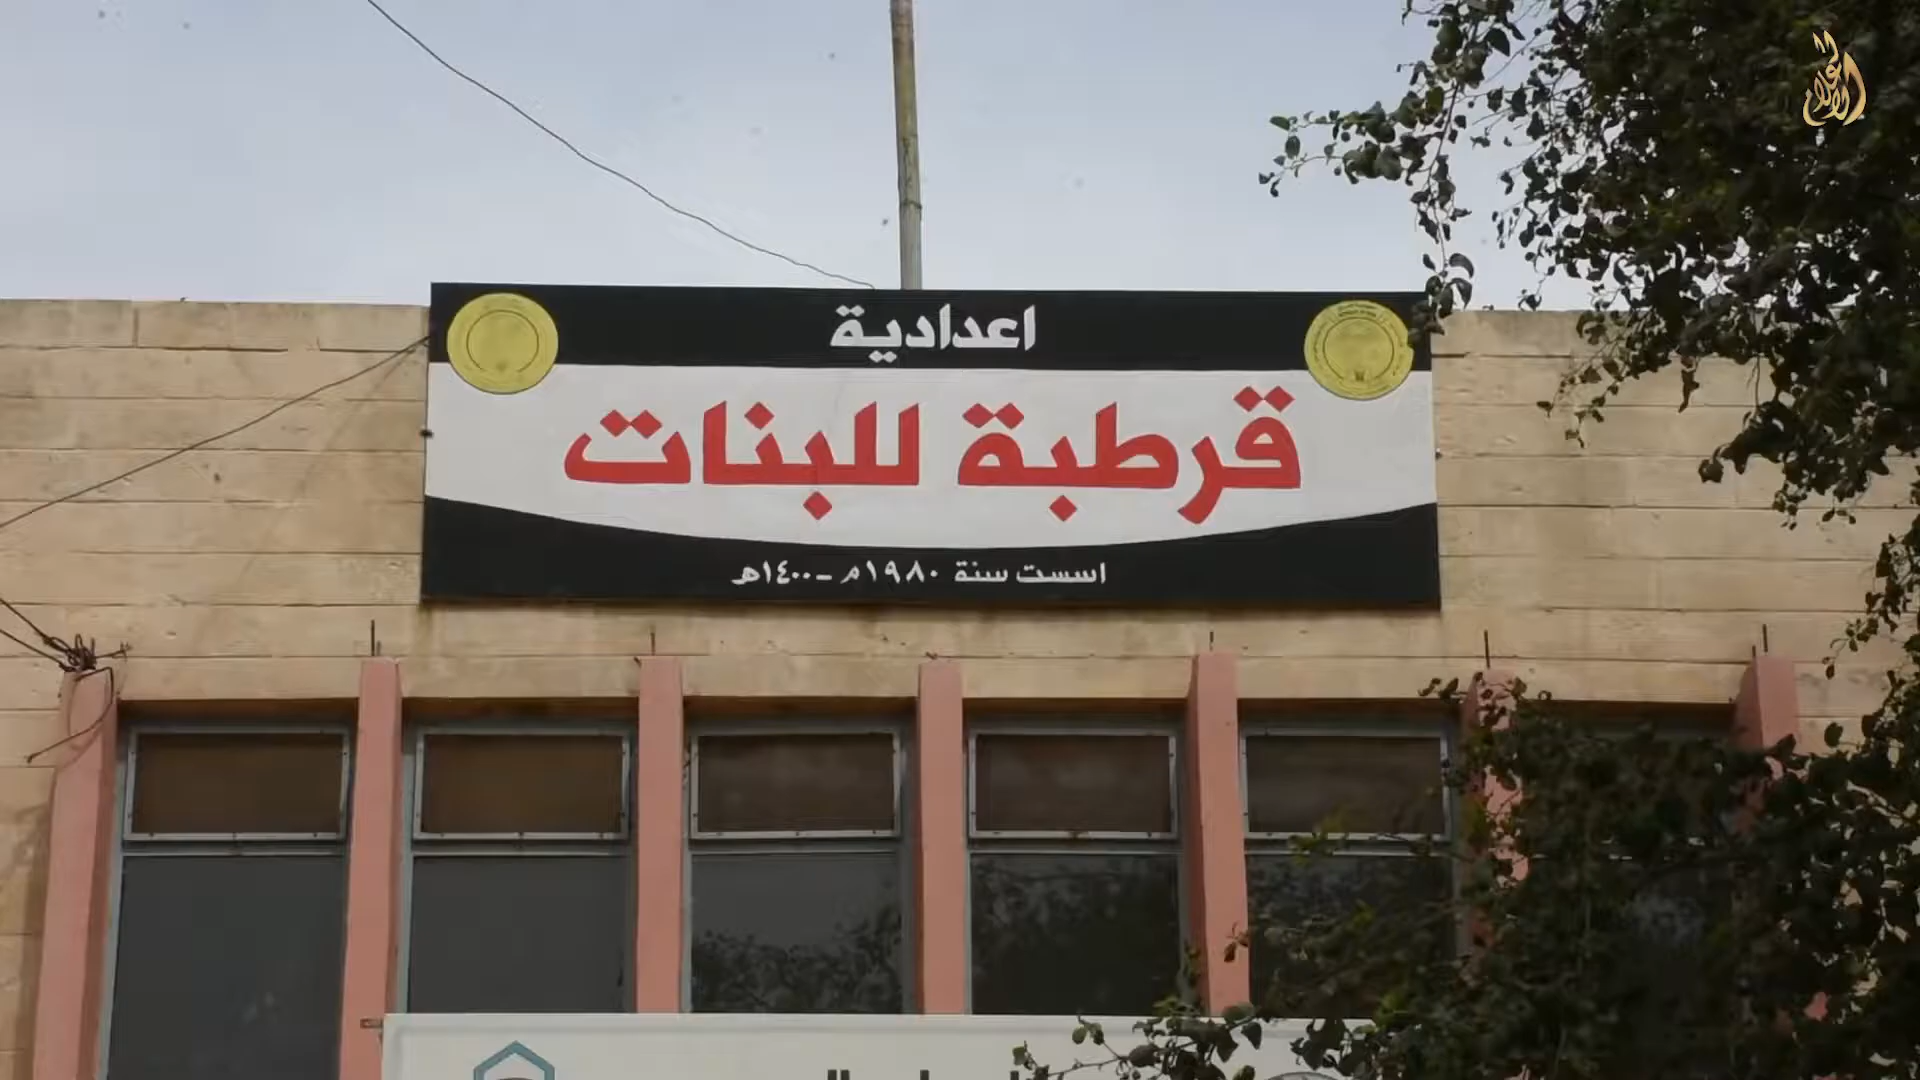 اعدادية
قرطبة للبنات
اسست سنة ١٩٨٠م - ١٤٠٠هـ